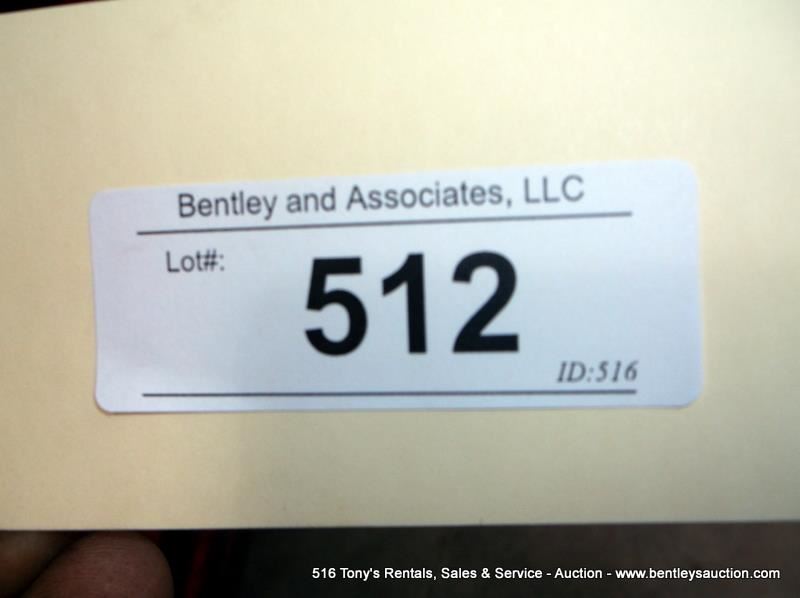 Bentley and Associates, LLC
Lot#:
512
ID:516
516 Tony's Rentals, Sales & Service - Auction - www.bentleysauction.com